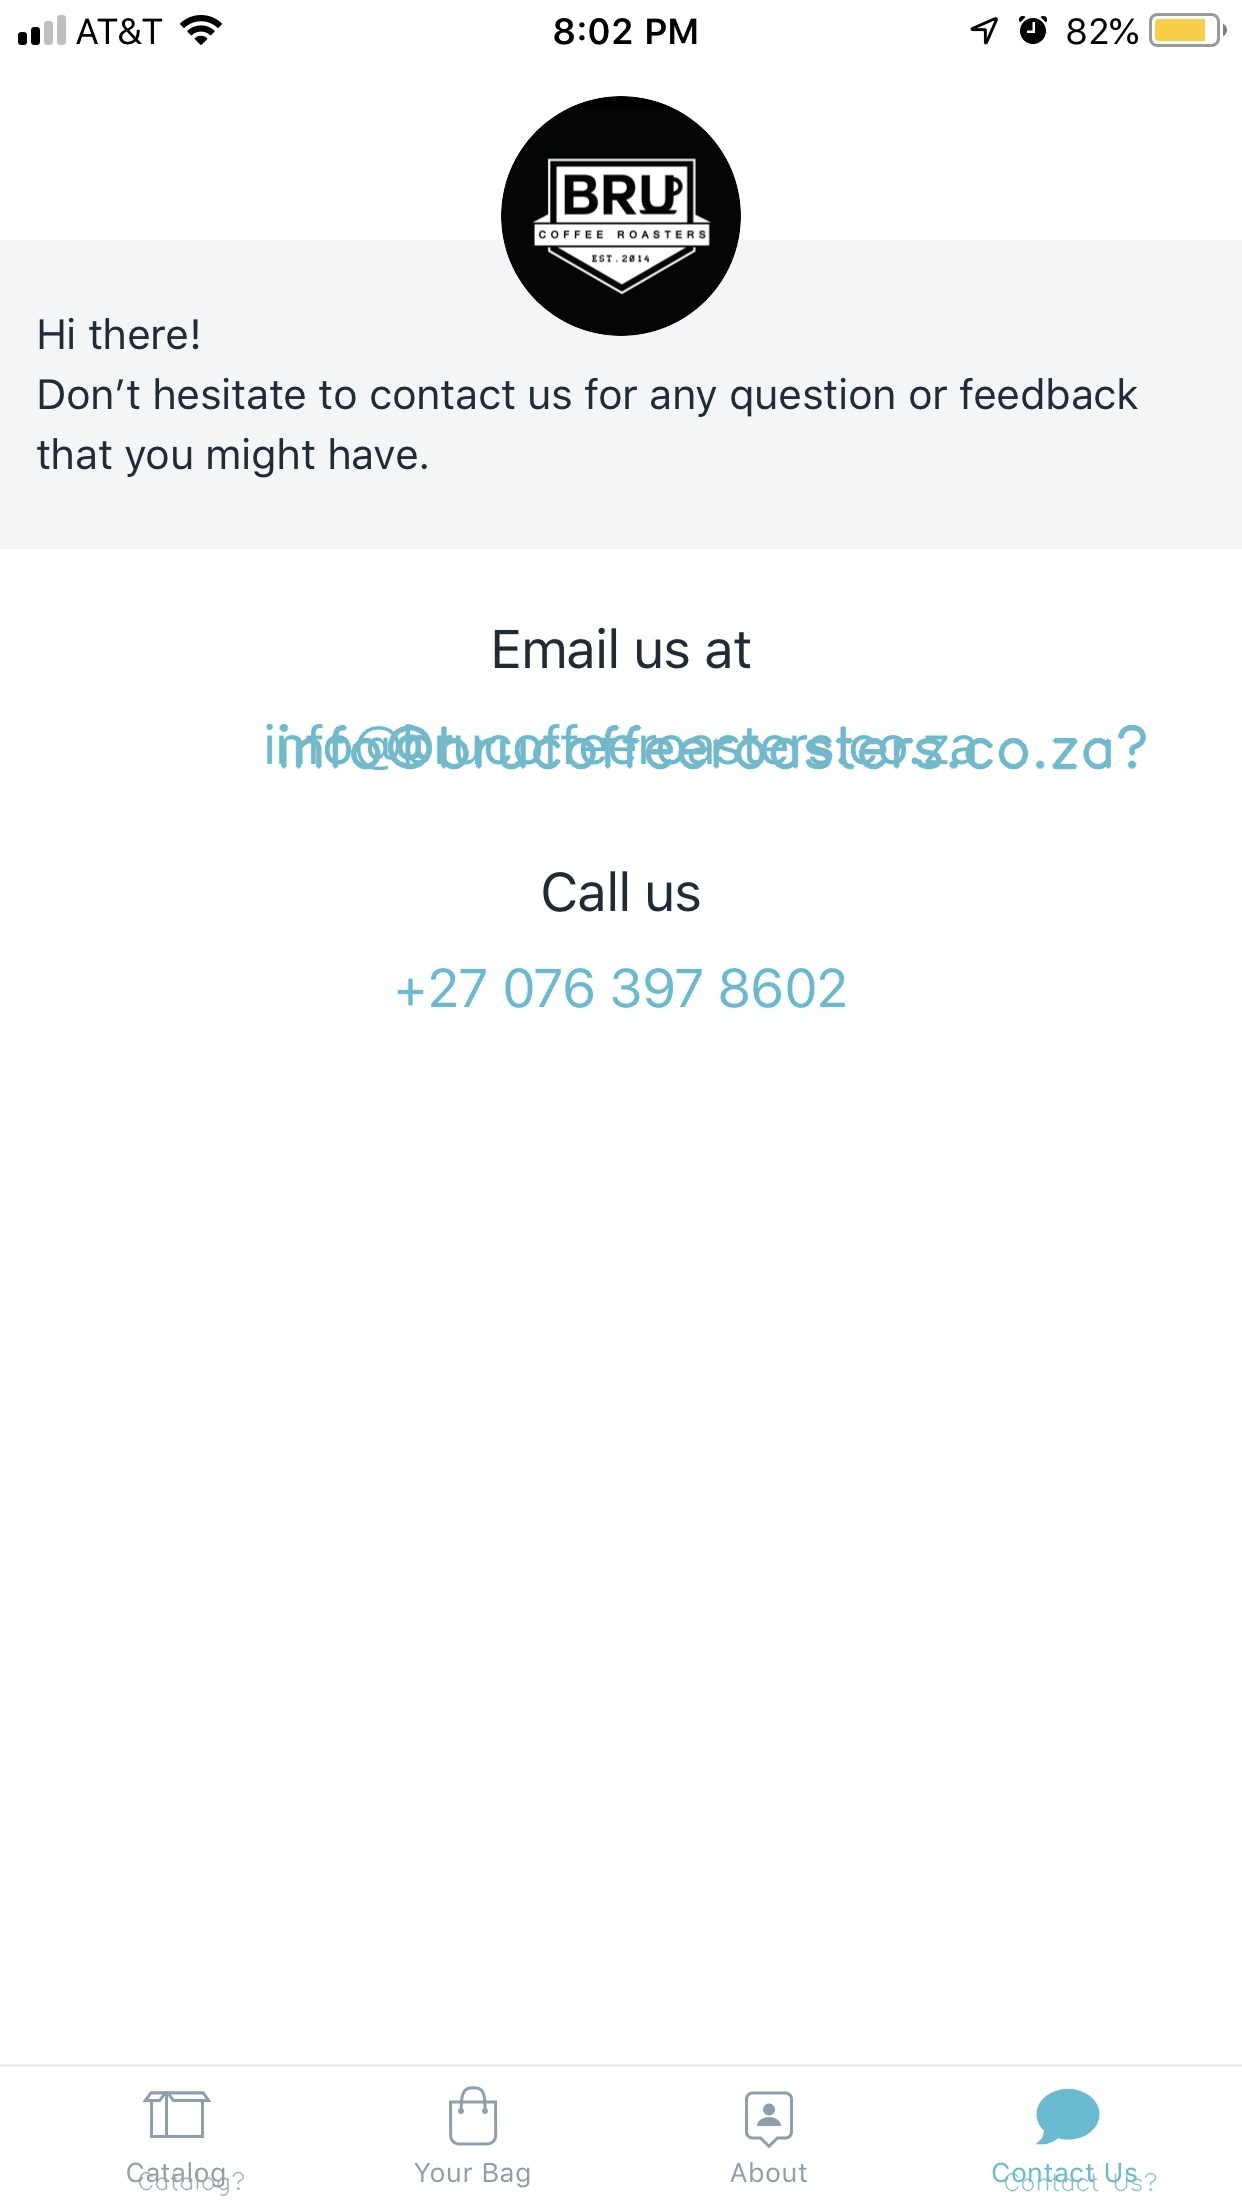 AT&T 8:02 PM 82%
BRU
COFFEE ROASTERS
EST.2014
Hi there!
Don’t hesitate to contact us for any question or feedback
that you might have.
Email us at
info@brucoffeeroasters.co.za
info@brucoffeeroasters.co.za?
Call us
+27 076 397 8602
Catalog Your Bag About Contact Us
Catalog? Contact Us?